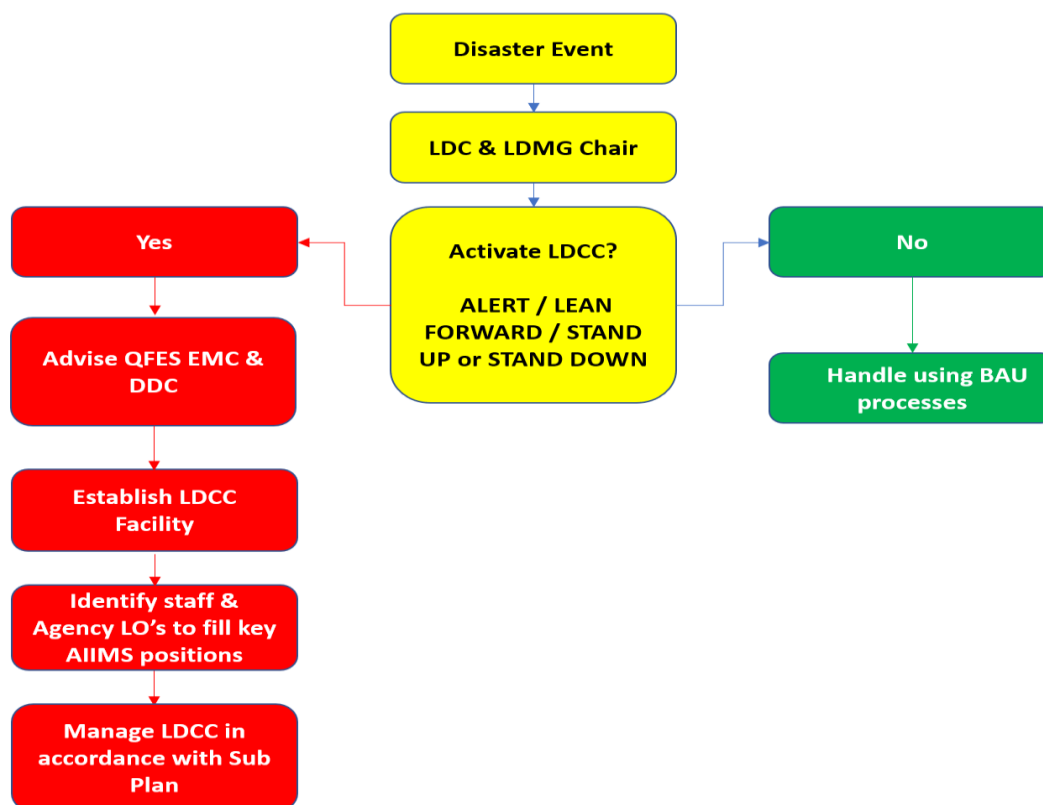 Disaster Event
LDC & LDMG Chair
Activate LDCC?
ALERT / LEAN
FORWARD / STAND
UP or STAND DOWN
Yes
Advise QFES EMC &
DDC
Establish LDCC
Facility
Identify staff &
Agency LO's to fill key
AIIMS positions
Manage LDCC in
accordance with Sub
Plan
No
Handle using BAU
processes